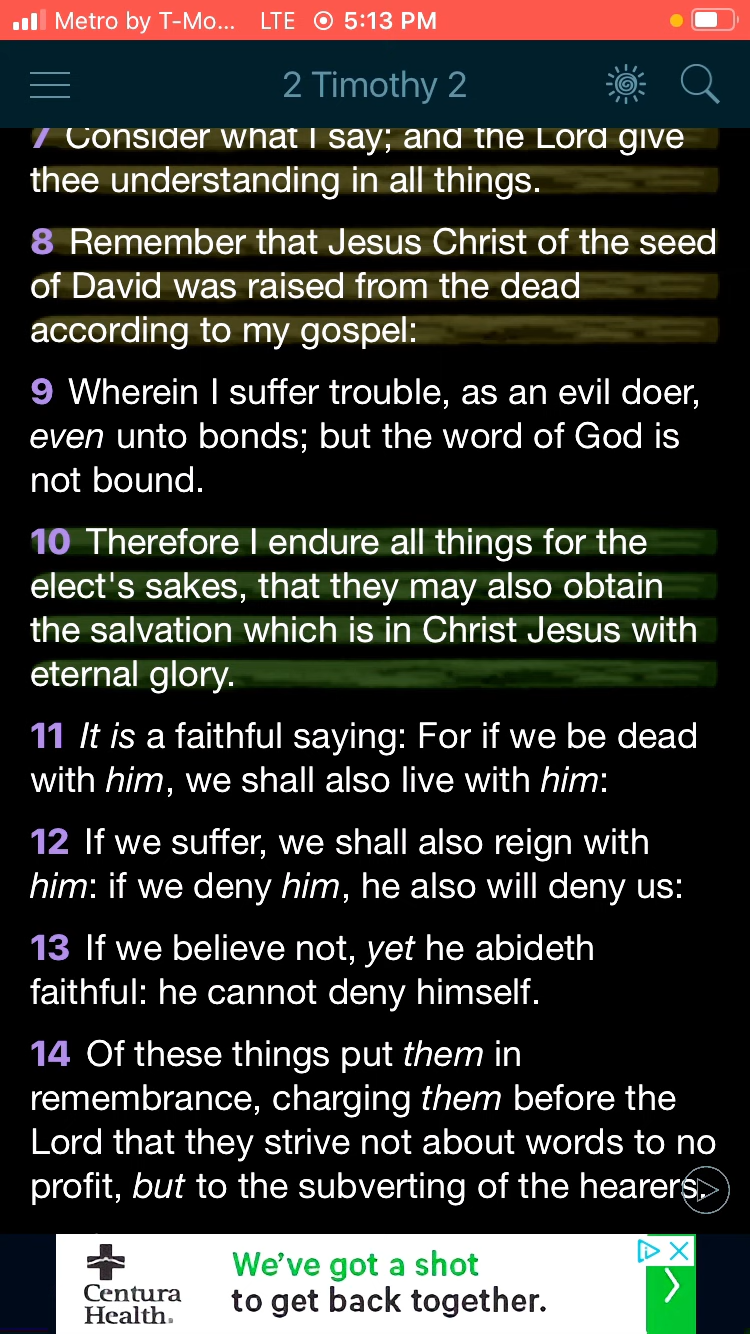 Metro by T-Mo... LTE 5:13 PM
2 Timothy 2
7 Consider what I say; and the Lord give
thee understanding in all things.
8 Remember that Jesus Christ of the seed
of David was raised from the dead
according to my gospel:
9 Wherein I suffer trouble, as an evil doer,
even unto bonds; but the word of God is
not bound.
10 Therefore I endure all things for the
elect's sakes, that they may also obtain
the salvation which is in Christ Jesus with
eternal glory.
11 It is a faithful saying: For if we be dead
with him, we shall also live with him:
12 If we suffer, we shall also reign with
him: if we deny him, he also will deny us:
13 If we believe not, yet he abideth
faithful: he cannot deny himself.
14 Of these things put them in
remembrance, charging them before the
Lord that they strive not about words to no
profit, but to the subverting of the hearers.
Centura
Health.
We've got a shot
to get back together.